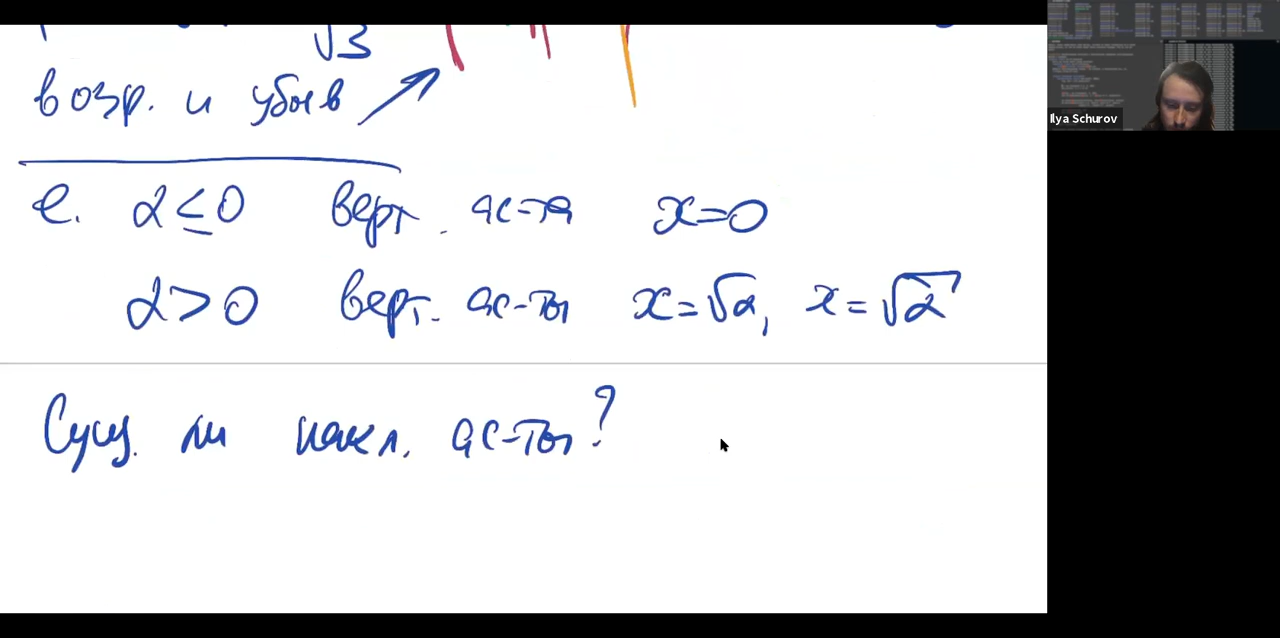 √3
возр. и убыв
Ilya Schurov
e. α ≤ 0 верт. ас-та x=0
α > 0 верт. ас-ты x=√α, x=√α
Сущ. ли накл. ас-ты?